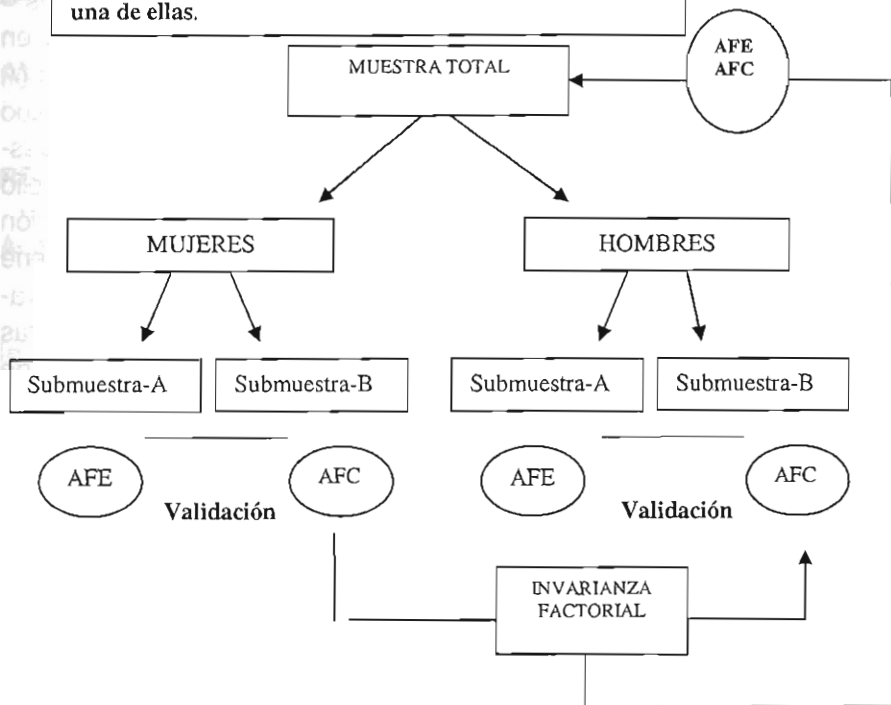 una de ellas.
AFE
AFC
MUESTRA TOTAL
MUJERES
HOMBRES
Submuestra-A
Submuestra-B
Submuestra-A
Submuestra-B
AFE
AFC
AFE
AFC
Validación
Validación
INVARIANZA
FACTORIAL